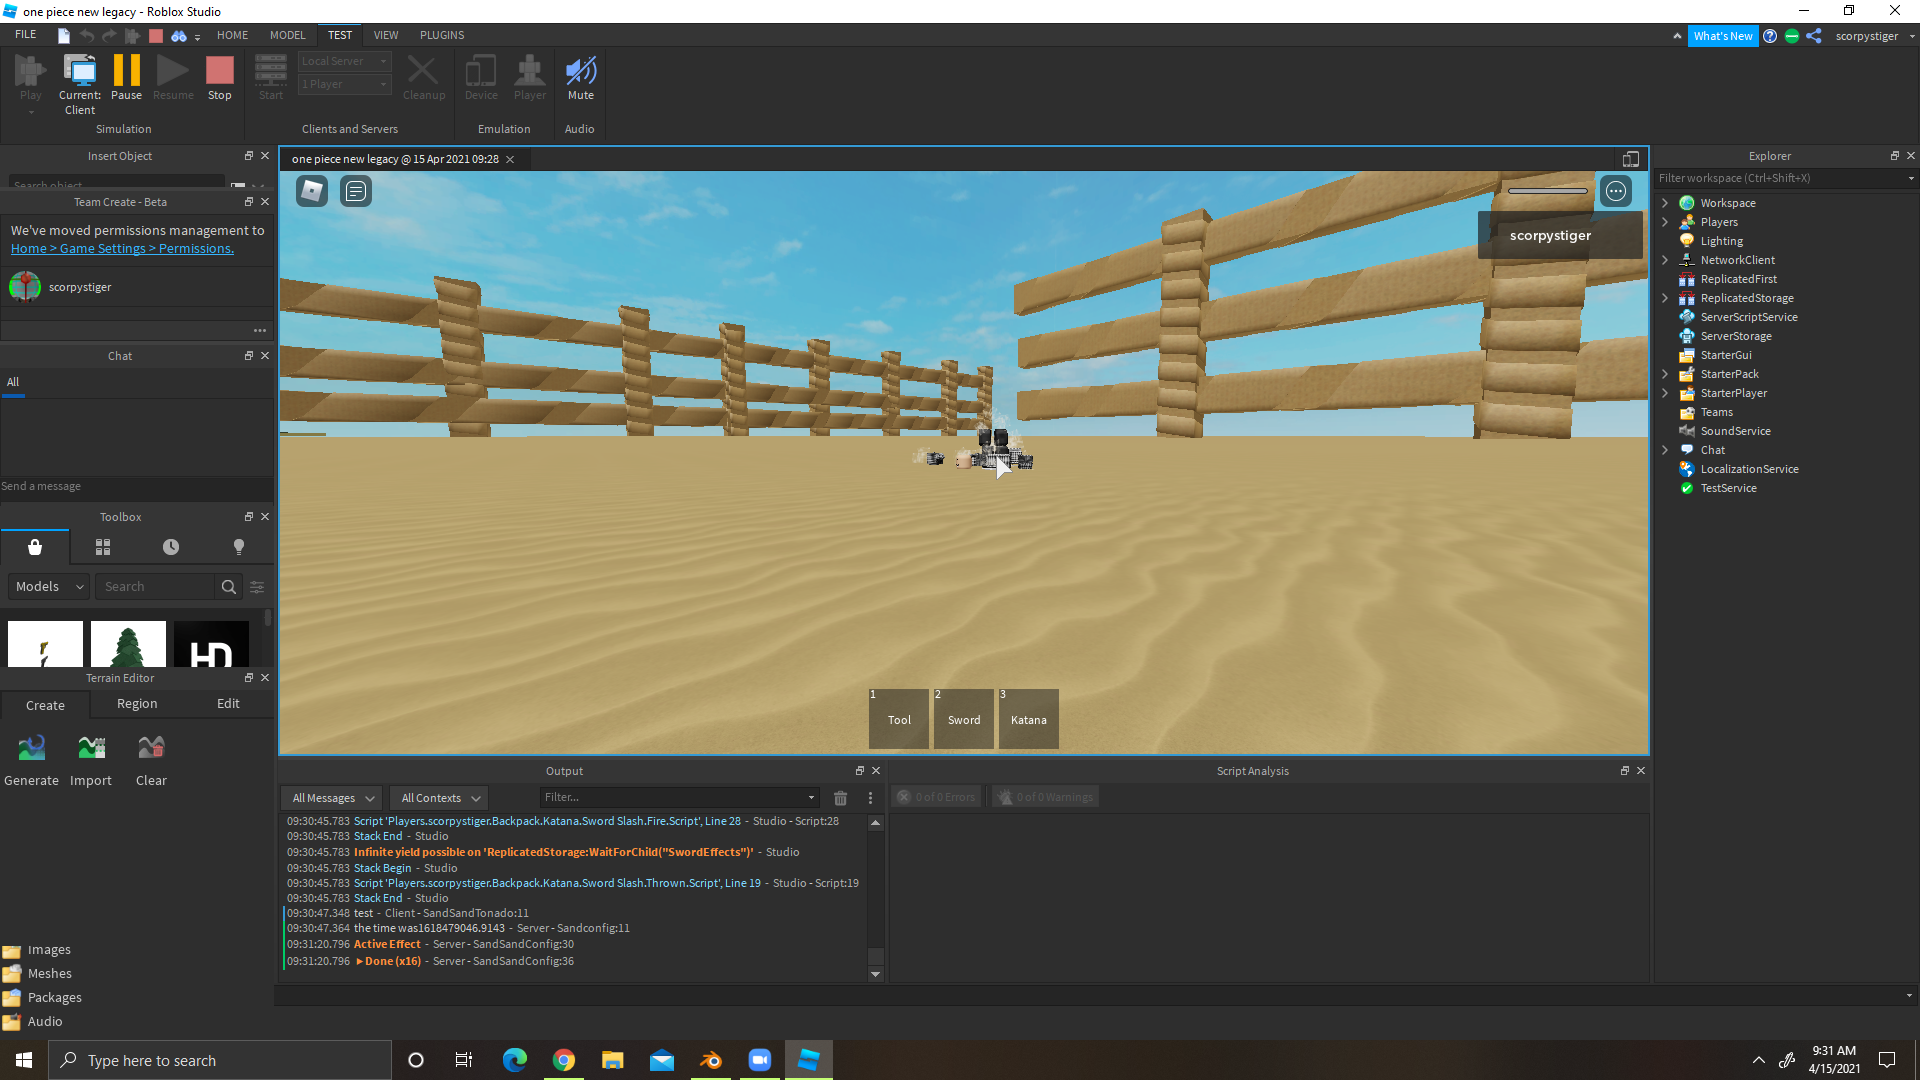 one piece new legacy - Roblox Studio
FILE
HOME
MODEL
TEST
VIEW
PLUGINS
What's New
scorpystiger
Play
Current:
Client
Pause
Resume
Stop
Start
Local Server
1 Player
Cleanup
Device
Player
Mute
Simulation
Clients and Servers
Emulation
Audio
Insert Object
Search object
Team Create - Beta
We've moved permissions management to
Home > Game Settings > Permissions.
scorpystiger
Chat
All
Send a message
Toolbox
Models
Search
HD
Terrain Editor
Create
Region
Edit
Generate
Import
Clear
Images
Meshes
Packages
Audio
one piece new legacy @ 15 Apr 2021 09:28
scorpystiger
1
Tool
2
Sword
3
Katana
Output
All Messages
All Contexts
Filter...
09:30:45.783 Script 'Players.scorpystiger.Backpack.Katana.Sword Slash.Fire.Script', Line 28 - Studio - Script:28
09:30:45.783 Stack End - Studio
09:30:45.783 Infinite yield possible on 'ReplicatedStorage:WaitForChild("SwordEffects")' - Studio
09:30:45.783 Stack Begin - Studio
09:30:45.783 Script 'Players.scorpystiger.Backpack.Katana.Sword Slash.Thrown.Script', Line 19 - Studio - Script:19
09:30:45.783 Stack End - Studio
09:30:47.348 test - Client - SandSandTonado:11
09:30:47.364 the time was1618479046.9143 - Server - Sandconfig:11
09:31:20.796 Active Effect - Server - SandSandConfig:30
09:31:20.796 ►Done (x16) - Server - SandSandConfig:36
Script Analysis
0 of 0 Errors
0 of 0 Warnings
Explorer
Filter workspace (Ctrl+Shift+X)
Workspace
Players
Lighting
NetworkClient
ReplicatedFirst
ReplicatedStorage
ServerScriptService
ServerStorage
StarterGui
StarterPack
StarterPlayer
Teams
SoundService
Chat
LocalizationService
TestService
Type here to search
9:31 AM
4/15/2021